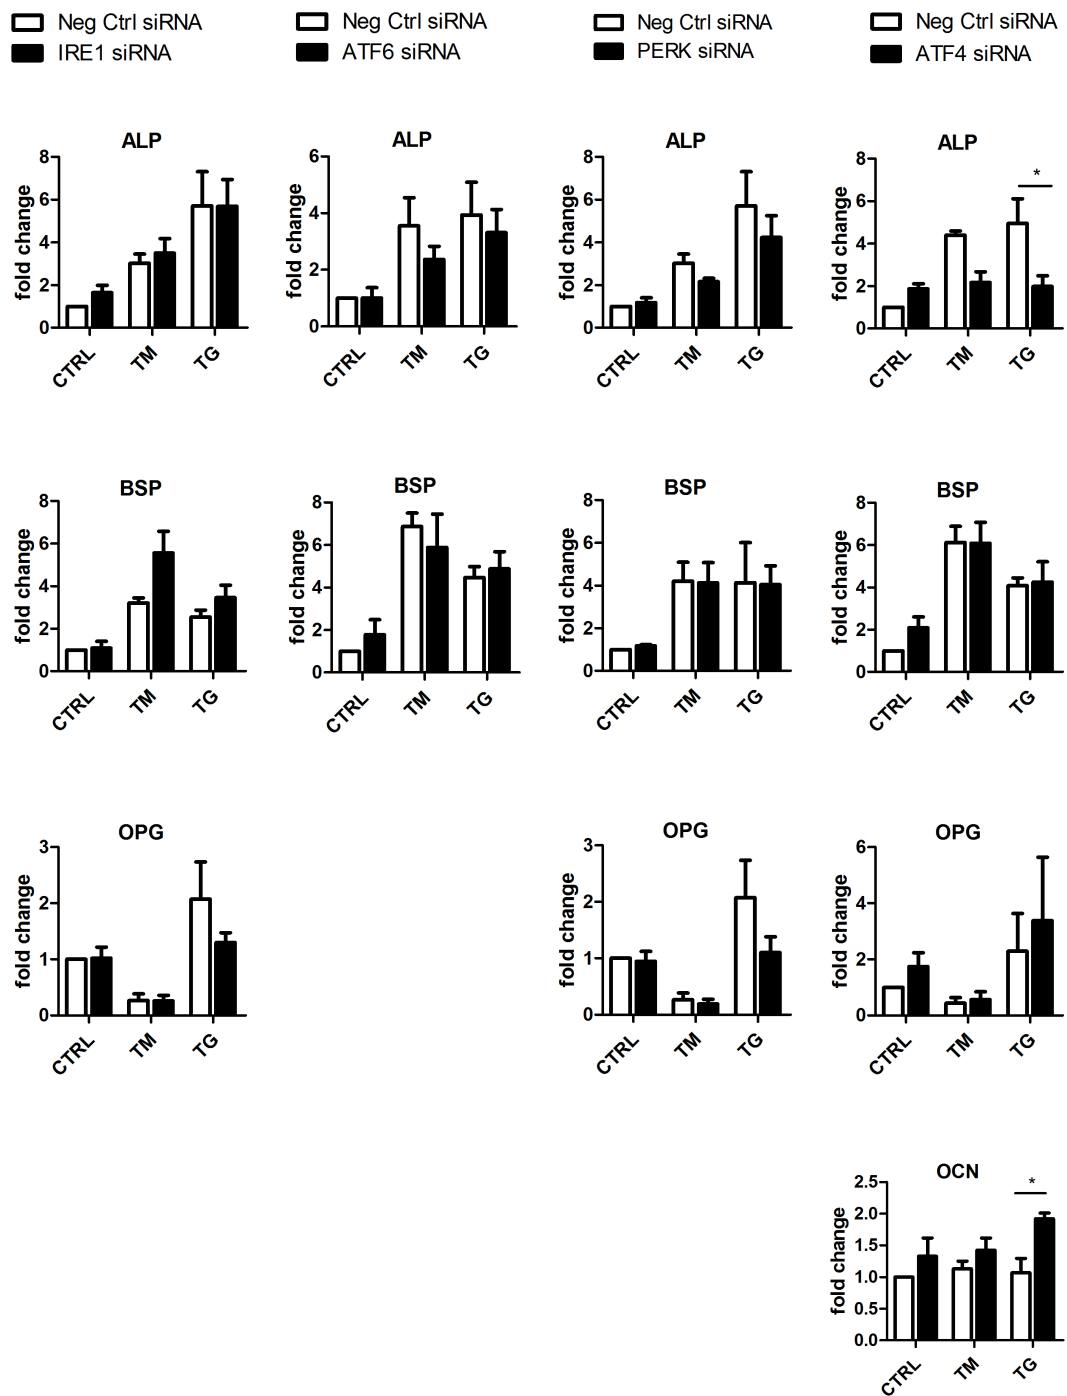 Neg Ctrl siRNA
IRE1 siRNA
Neg Ctrl siRNA
ATF6 siRNA
Neg Ctrl siRNA
PERK siRNA
Neg Ctrl siRNA
ATF4 siRNA
ALP
fold change
8
6
4
2
0
CTRL TM TG
ALP
fold change
6
4
2
0
CTRL TM TG
ALP
fold change
8
6
4
2
0
CTRL TM TG
ALP
fold change
8
6
4
2
0
*
CTRL TM TG
BSP
fold change
8
6
4
2
0
CTRL TM TG
BSP
fold change
8
6
4
2
0
CTRL TM TG
BSP
fold change
8
6
4
2
0
CTRL TM TG
BSP
fold change
8
6
4
2
0
CTRL TM TG
OPG
fold change
3
2
1
0
CTRL TM TG
OPG
fold change
3
2
1
0
CTRL TM TG
OPG
fold change
6
4
2
0
CTRL TM TG
OCN
fold change
2.5
2.0
1.5
1.0
0.5
0.0
*
CTRL TM TG